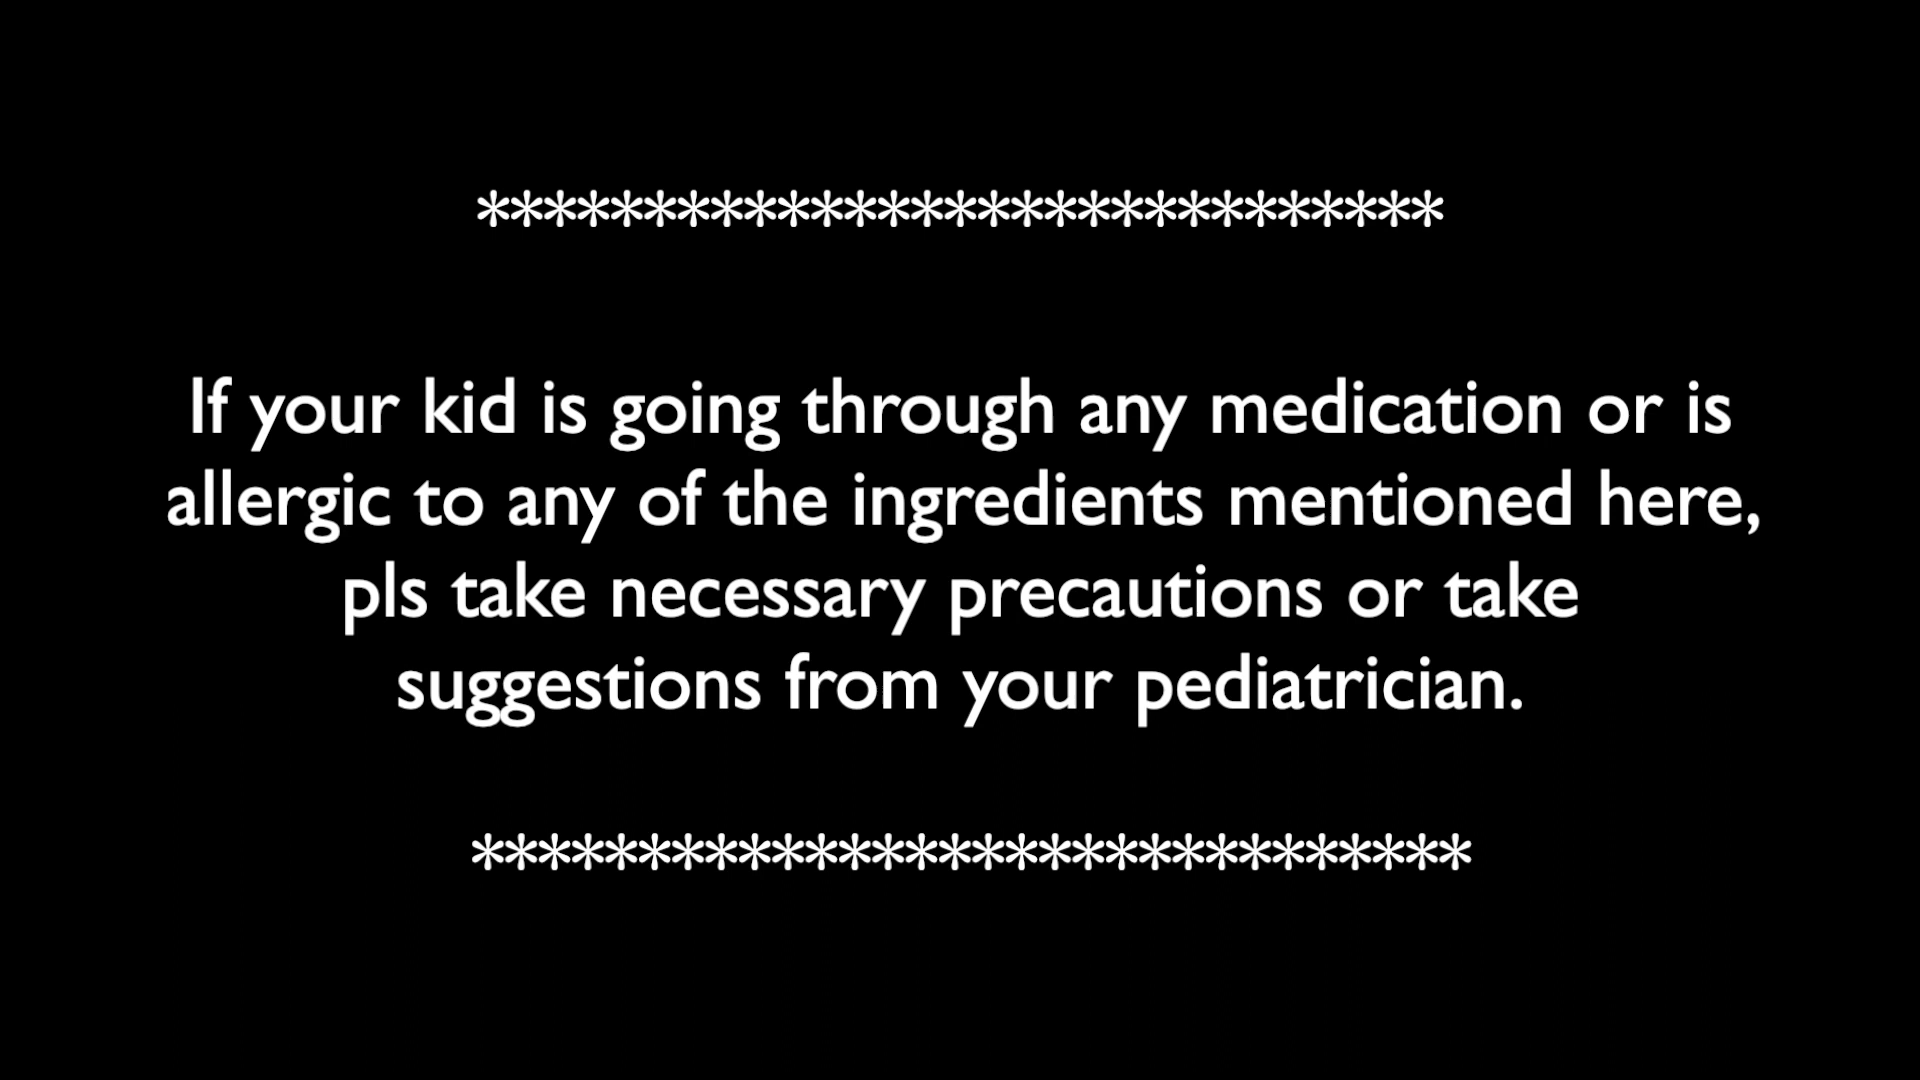 *****************************
If your kid is going through any medication or is
allergic to any of the ingredients mentioned here,
pls take necessary precautions or take
suggestions from your pediatrician.
******************************